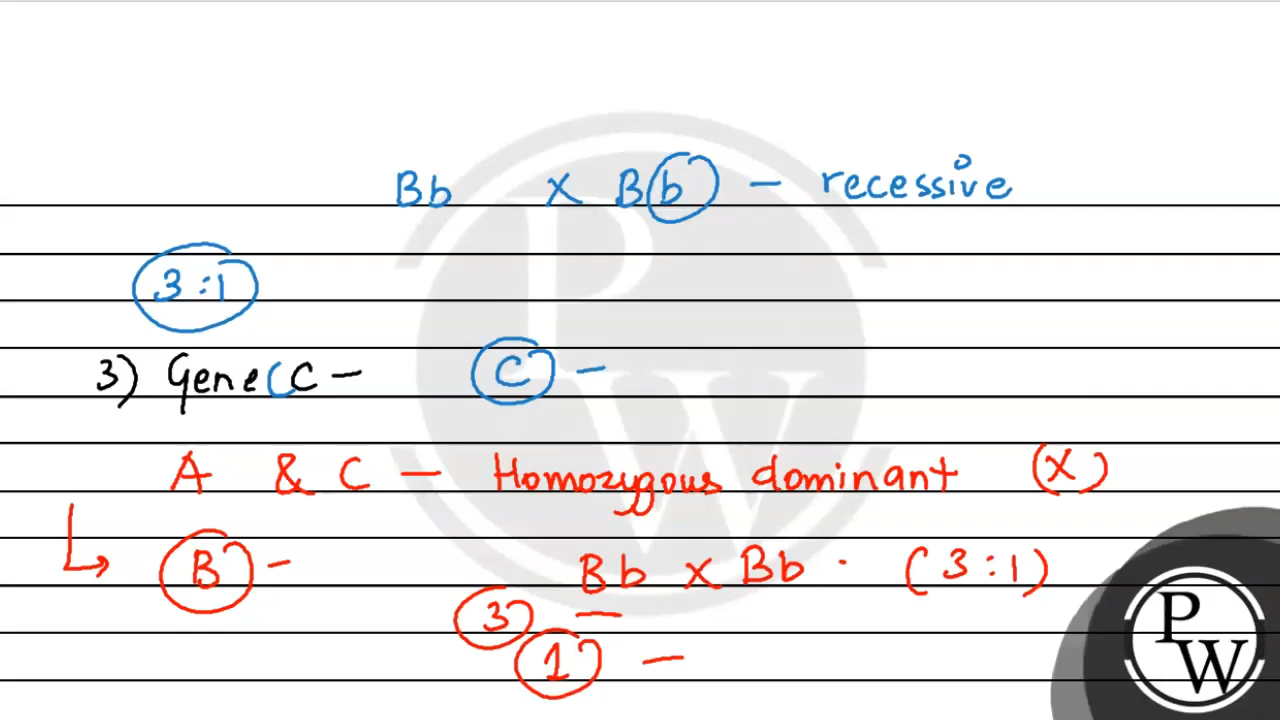 Bb x Bb - recessive
3:1
3) Gene C - C -
A & C - Homozygous dominant (x)
B - Bb x Bb. (3:1)
3
1 -
P
W
P
W